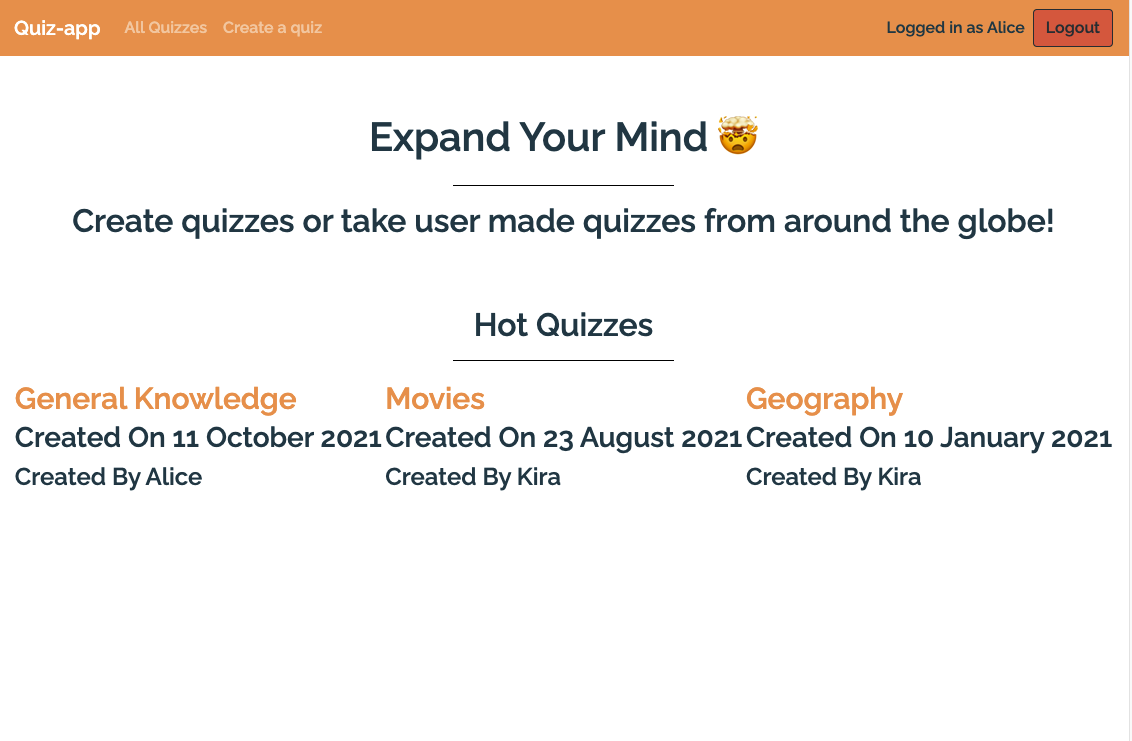 Quiz-app All Quizzes Create a quiz Logged in as Alice Logout
Expand Your Mind 🤯
Create quizzes or take user made quizzes from around the globe!
Hot Quizzes
General Knowledge Movies Geography
Created On 11 October 2021 Created On 23 August 2021 Created On 10 January 2021
Created By Alice Created By Kira Created By Kira